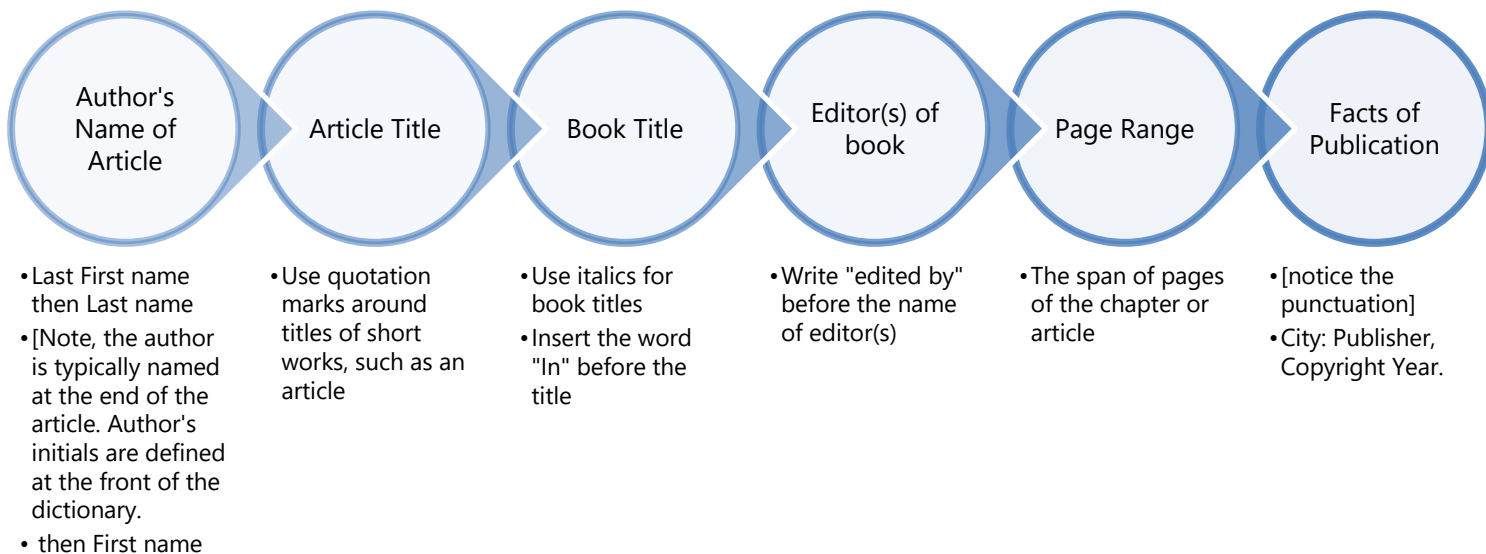 Author's
Name of
Article
Article Title
Book Title
Editor(s) of
book
Page Range
Facts of
Publication
•Last First name
then Last name
•[Note, the author
is typically named
at the end of the
article. Author's
initials are defined
at the front of the
dictionary.
• then First name
•Use quotation
marks around
titles of short
works, such as an
article
•Use italics for
book titles
•Insert the word
"In" before the
title
•Write "edited by"
before the name
of editor(s)
•The span of pages
of the chapter or
article
•[notice the
punctuation]
•City: Publisher,
Copyright Year.